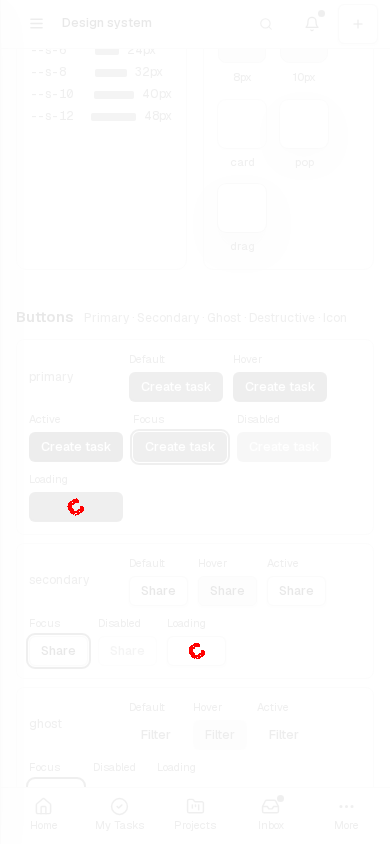 Design system
--s-6 24px
--s-8 32px
--s-10 40px
--s-12 48px
8px 10px
card pop
drag
Buttons Primary · Secondary · Ghost · Destructive · Icon
Default Hover
primary Create task Create task
Active Focus Disabled
Create task Create task Create task
Loading
Default Hover Active
secondary Share Share Share
Focus Disabled Loading
Share Share
Default Hover Active
ghost Filter Filter Filter
Focus Disabled Loading
Home My Tasks Projects Inbox More